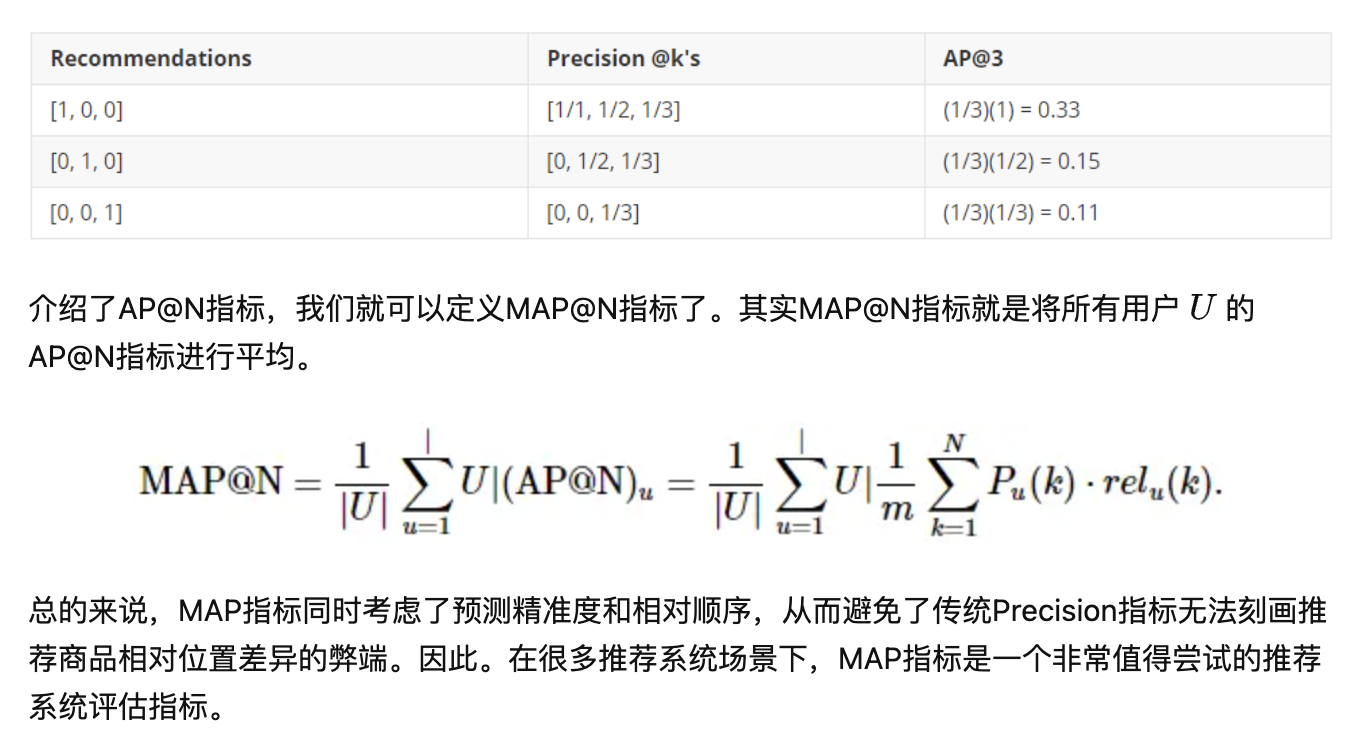 Recommendations Precision @k's AP@3
[1, 0, 0] [1/1, 1/2, 1/3] (1/3)(1) = 0.33
[0, 1, 0] [0, 1/2, 1/3] (1/3)(1/2) = 0.15
[0, 0, 1] [0, 0, 1/3] (1/3)(1/3) = 0.11
介绍了AP@N指标，我们就可以定义MAP@N指标了。其实MAP@N指标就是将所有用户 U 的
AP@N指标进行平均。
MAP@N = \frac{1}{|U|} \sum_{u=1}^{|} U|(AP@N)_u = \frac{1}{|U|} \sum_{u=1}^{|} U| \frac{1}{m} \sum_{k=1}^{N} P_u(k) · rel_u(k).
总的来说，MAP指标同时考虑了预测精准度和相对顺序，从而避免了传统Precision指标无法刻画推
荐商品相对位置差异的弊端。因此。在很多推荐系统场景下，MAP指标是一个非常值得尝试的推荐
系统评估指标。